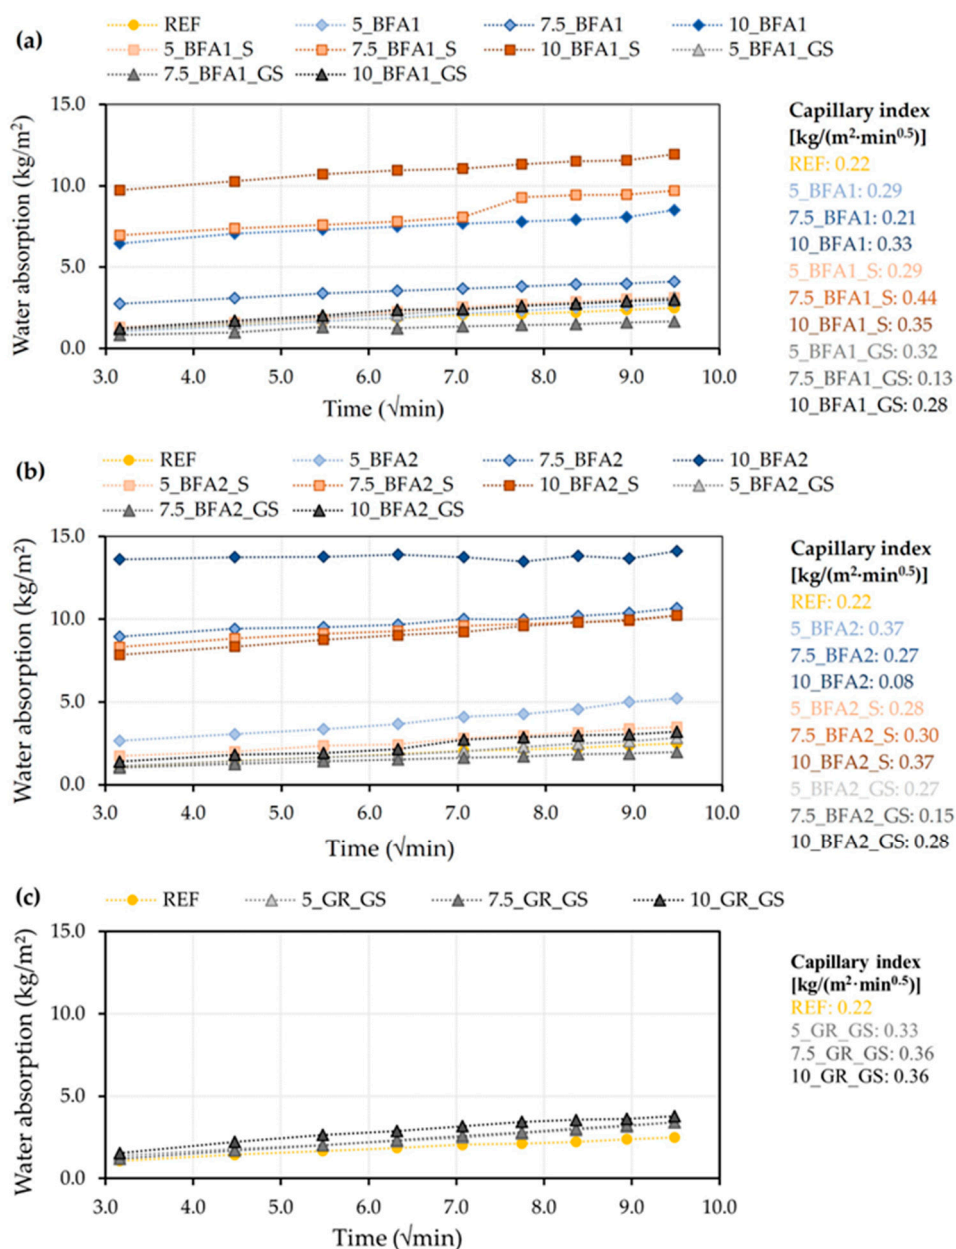 (a)
REF 5_BFA1 7.5_BFA1 10_BFA1
5_BFA1_S 7.5_BFA1_S 10_BFA1_S 5_BFA1_GS
7.5_BFA1_GS 10_BFA1_GS
Water absorption (kg/m²)
15.0
10.0
5.0
0.0
3.0 4.0 5.0 6.0 7.0 8.0 9.0 10.0
Time (√min)
Capillary index
[kg/(m²·min⁰·⁵)]
REF: 0.22
5_BFA1: 0.29
7.5_BFA1: 0.21
10_BFA1: 0.33
5_BFA1_S: 0.29
7.5_BFA1_S: 0.44
10_BFA1_S: 0.35
5_BFA1_GS: 0.32
7.5_BFA1_GS: 0.13
10_BFA1_GS: 0.28
(b)
REF 5_BFA2 7.5_BFA2 10_BFA2
5_BFA2_S 7.5_BFA2_S 10_BFA2_S 5_BFA2_GS
7.5_BFA2_GS 10_BFA2_GS
Water absorption (kg/m²)
15.0
10.0
5.0
0.0
3.0 4.0 5.0 6.0 7.0 8.0 9.0 10.0
Time (√min)
Capillary index
[kg/(m²·min⁰·⁵)]
REF: 0.22
5_BFA2: 0.37
7.5_BFA2: 0.27
10_BFA2: 0.08
5_BFA2_S: 0.28
7.5_BFA2_S: 0.30
10_BFA2_S: 0.37
5_BFA2_GS: 0.27
7.5_BFA2_GS: 0.15
10_BFA2_GS: 0.28
(c)
REF 5_GR_GS 7.5_GR_GS 10_GR_GS
Water absorption (kg/m²)
15.0
10.0
5.0
0.0
3.0 4.0 5.0 6.0 7.0 8.0 9.0 10.0
Time (√min)
Capillary index
[kg/(m²·min⁰·⁵)]
REF: 0.22
5_GR_GS: 0.33
7.5_GR_GS: 0.36
10_GR_GS: 0.36